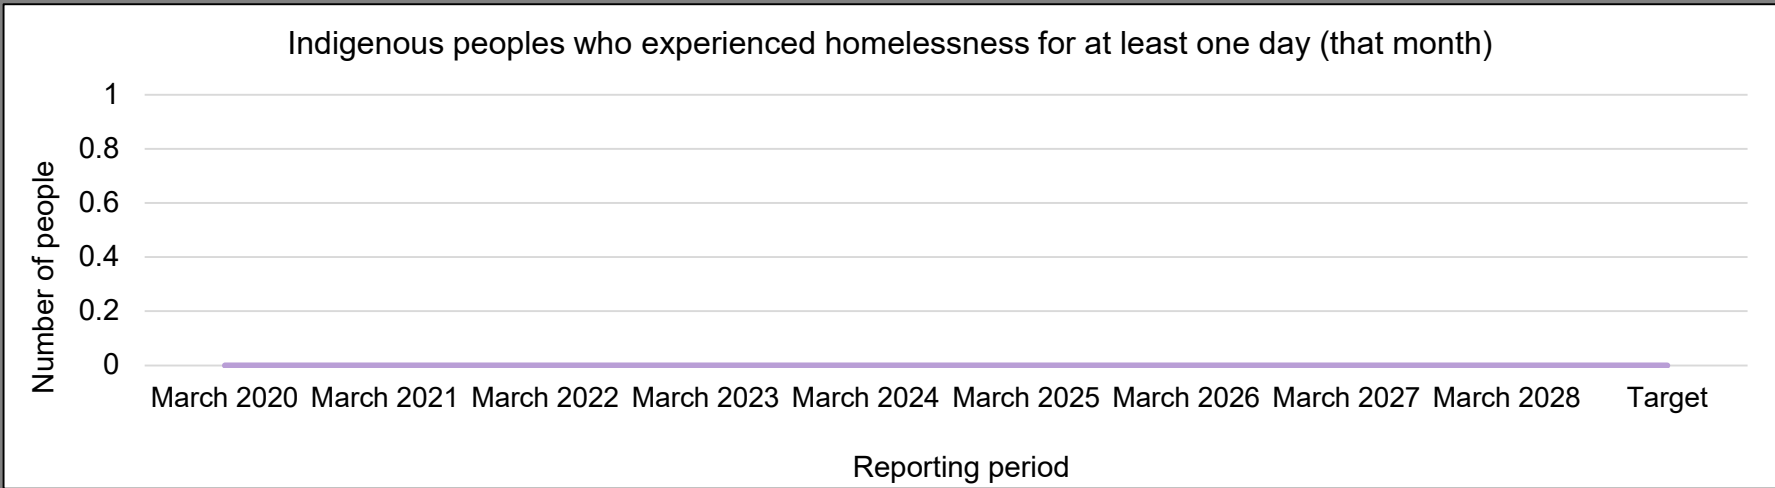 Indigenous peoples who experienced homelessness for at least one day (that month)
1
0.8
0.6
0.4
0.2
0
Number of people
March 2020 March 2021 March 2022 March 2023 March 2024 March 2025 March 2026 March 2027 March 2028 Target
Reporting period